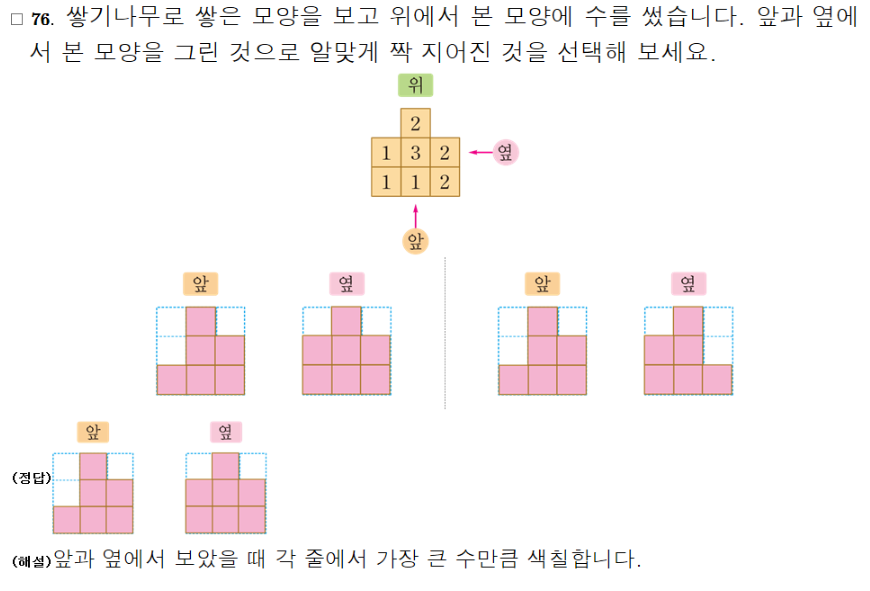 □ 76. 쌓기나무로 쌓은 모양을 보고 위에서 본 모양에 수를 썼습니다. 앞과 옆에
서 본 모양을 그린 것으로 알맞게 짝 지어진 것을 선택해 보세요.
위
2
1 3 2 옆
1 1 2
앞
앞 옆 앞 옆
앞 옆
(정답)
(해설)앞과 옆에서 보았을 때 각 줄에서 가장 큰 수만큼 색칠합니다.